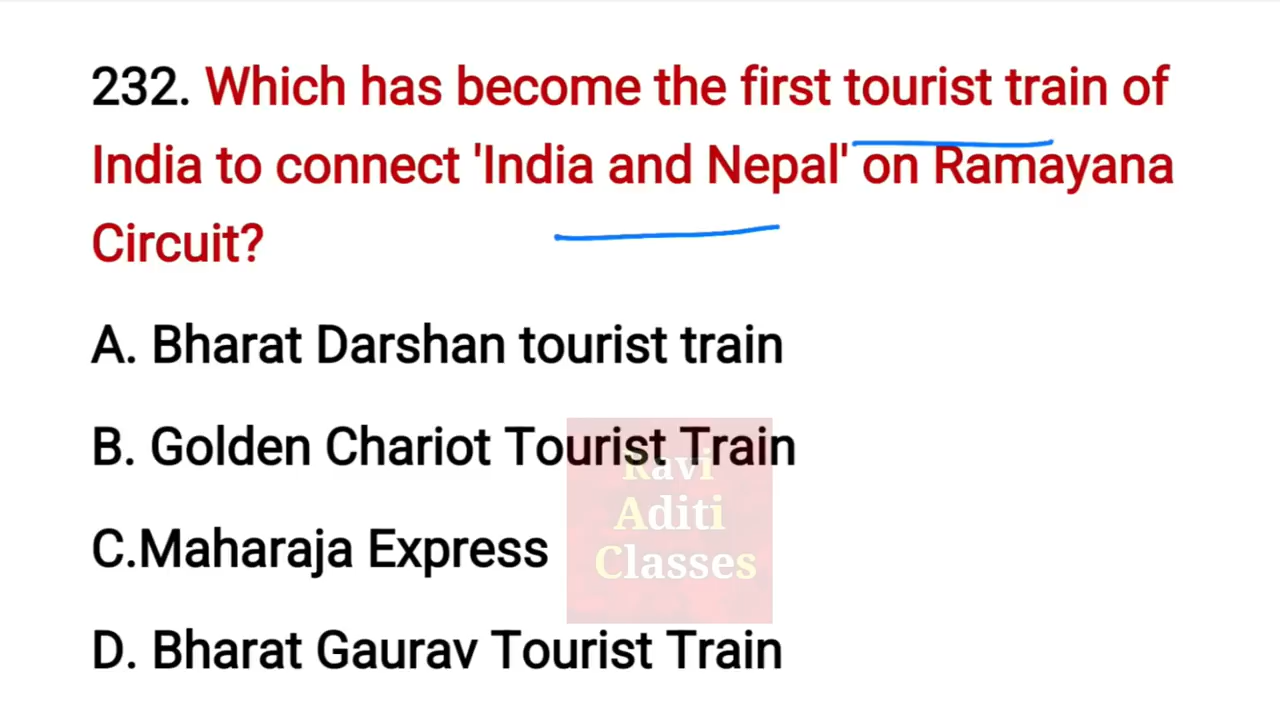 232. Which has become the first tourist train of
India to connect 'India and Nepal' on Ramayana
Circuit?
A. Bharat Darshan tourist train
B. Golden Chariot Tourist Train
C.Maharaja Express
D. Bharat Gaurav Tourist Train
Ravi
Aditi
Classes